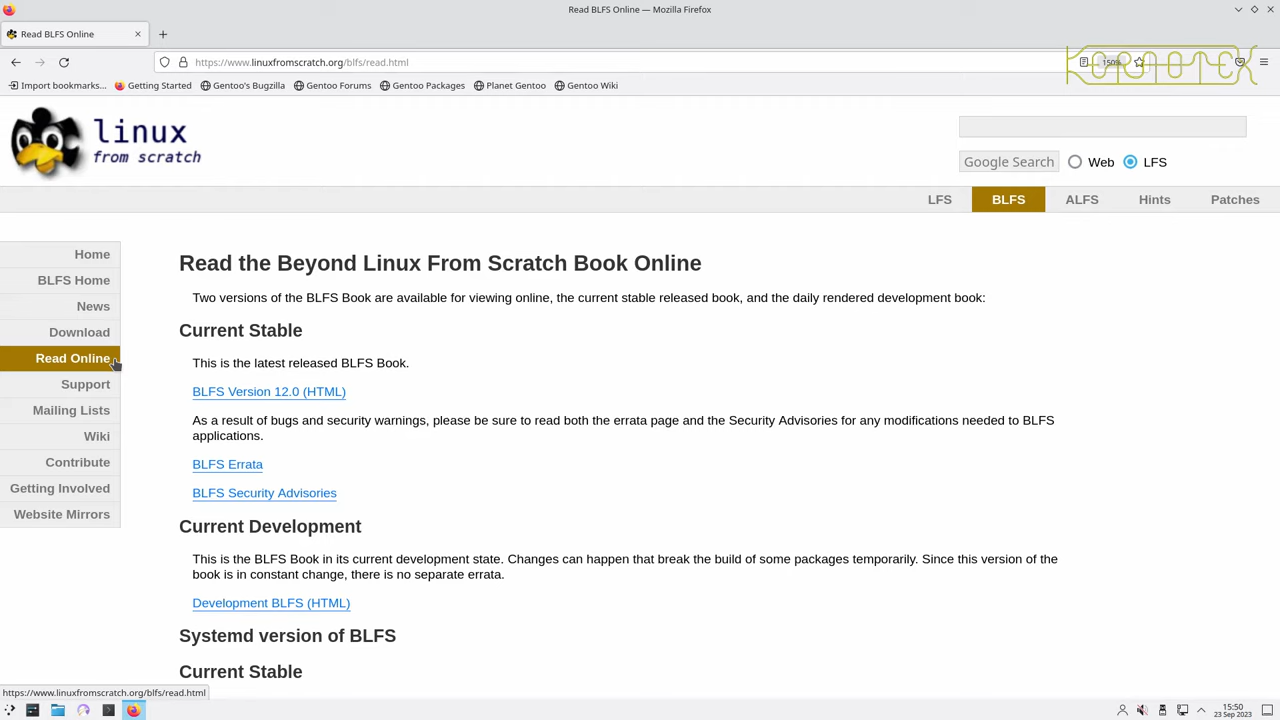 Read BLFS Online — Mozilla Firefox
Read BLFS Online
https://www.linuxfromscratch.org/blfs/read.html
150%
KORNOTEX
Import bookmarks...
Getting Started
Gentoo's Bugzilla
Gentoo Forums
Gentoo Packages
Planet Gentoo
Gentoo Wiki
linux
from scratch
Google Search
Web
LFS
LFS
BLFS
ALFS
Hints
Patches
Home
BLFS Home
News
Download
Read Online
Support
Mailing Lists
Wiki
Contribute
Getting Involved
Website Mirrors
Read the Beyond Linux From Scratch Book Online
Two versions of the BLFS Book are available for viewing online, the current stable released book, and the daily rendered development book:
Current Stable
This is the latest released BLFS Book.
BLFS Version 12.0 (HTML)
As a result of bugs and security warnings, please be sure to read both the errata page and the Security Advisories for any modifications needed to BLFS
applications.
BLFS Errata
BLFS Security Advisories
Current Development
This is the BLFS Book in its current development state. Changes can happen that break the build of some packages temporarily. Since this version of the
book is in constant change, there is no separate errata.
Development BLFS (HTML)
Systemd version of BLFS
Current Stable
https://www.linuxfromscratch.org/blfs/read.html
15:50
23 Sep 2023